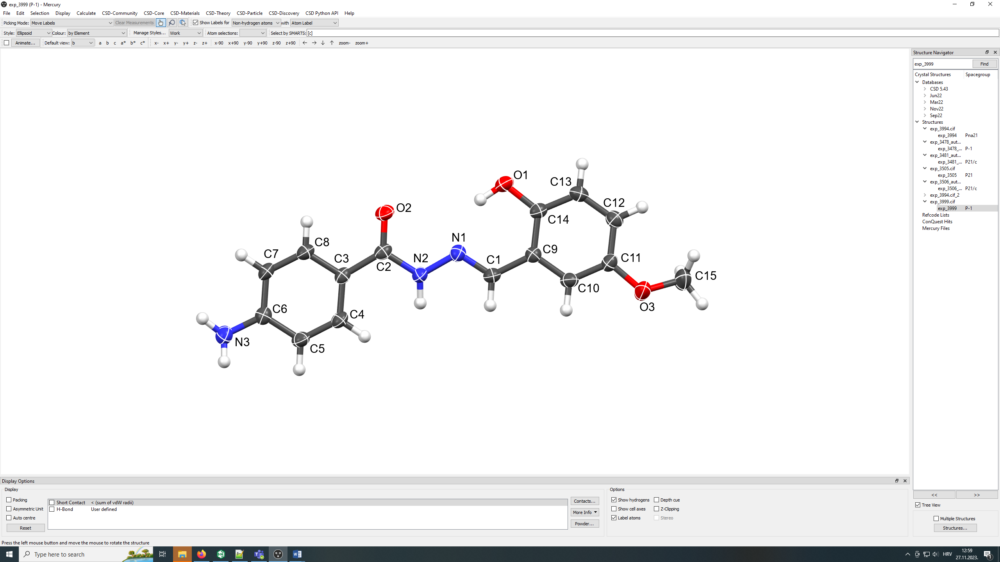 exp_3999 (P-1) - Mercury
File Edit Selection Display Calculate CSD-Community CSD-Core CSD-Materials CSD-Theory CSD-Particle CSD-Discovery CSD Python API Help
Picking Mode: Move Labels Clear Measurements Show Labels for Non-hydrogen atoms with Atom Label
Style: Ellipsoid Colour: by Element Manage Styles... Work Atom selections: Select by SMARTS: [c]
Animate... Default view: b a b c a* b* c* x- x+ y- y+ z- z+ x-90 x+90 y-90 y+90 z-90 z+90 zoom- zoom+
O1
C13
C12
O2
C14
N1
C8
C9
C7
C3
N2
C1
C11
C2
C15
C10
C6
O3
C4
N3
C5
Structure Navigator
exp_3999 Find
Crystal Structures Spacegroup
Databases
CSD 5.43
Jun22
Mar22
Nov22
Sep22
Structures
exp_3994.cif
exp_3994 Pna21
exp_3478_aut...
exp_3478_... P-1
exp_3481_aut...
exp_3481_... P21/c
exp_3505.cif
exp_3505 P21
exp_3506_aut...
exp_3506_... P21/c
exp_3994.cif_2
exp_3999.cif
exp_3999 P-1
Refcode Lists
ConQuest Hits
Mercury Files
<< >>
Tree View
Multiple Structures
Structures...
Display Options
Display
Packing
Asymmetric Unit
Auto centre
Reset
Short Contact < (sum of vdW radii)
H-Bond User defined
Contacts...
More Info
Powder...
Options
Show hydrogens Depth cue
Show cell axes Z-Clipping
Label atoms Stereo
Press the left mouse button and move the mouse to rotate the structure
Type here to search
HRV
12:59
27.11.2023.
1